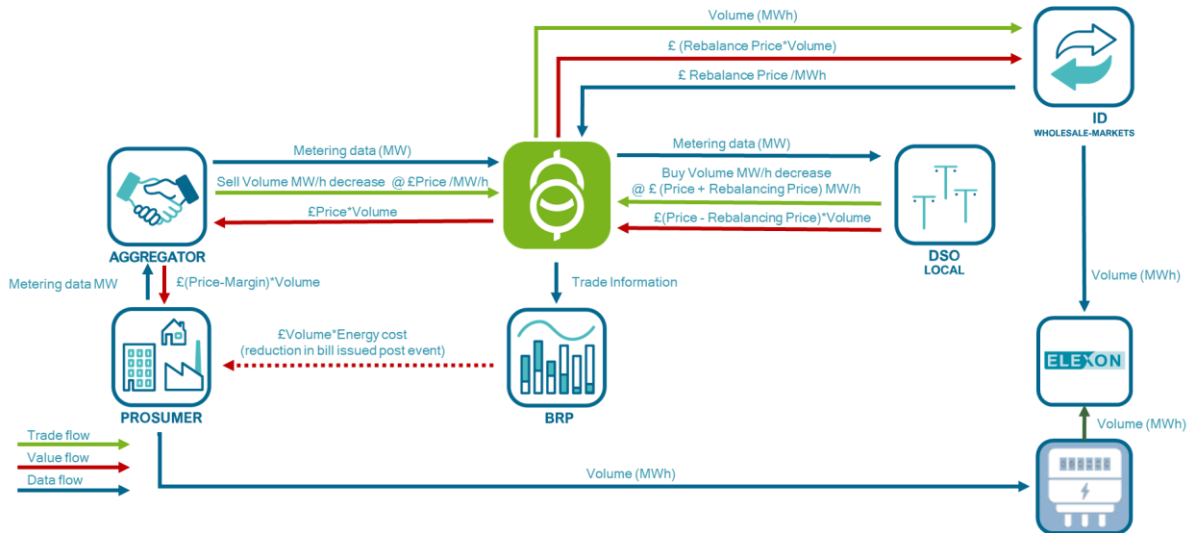 Volume (MWh)
£ (Rebalance Price*Volume)
£ Rebalance Price /MWh
ID
WHOLESALE-MARKETS
Metering data (MW)
Sell Volume MW/h decrease @ £Price /MW/h
£Price*Volume
AGGREGATOR
Metering data (MW)
Buy Volume MW/h decrease
@ £ (Price + Rebalancing Price) MW/h
£(Price - Rebalancing Price)*Volume
DSO
LOCAL
Metering data MW
£(Price-Margin)*Volume
Trade Information
Volume (MWh)
£Volume*Energy cost
(reduction in bill issued post event)
PROSUMER
BRP
ELEXON
Volume (MWh)
Trade flow
Value flow
Data flow
Volume (MWh)